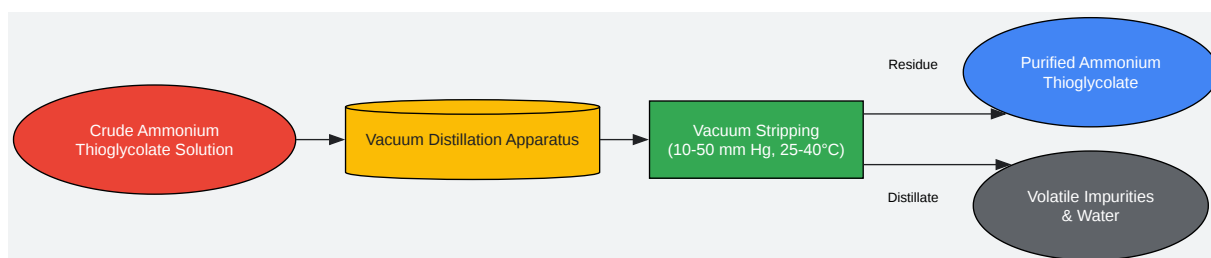 Crude Ammonium
Thioglycolate Solution
Vacuum Distillation Apparatus
Vacuum Stripping
(10-50 mm Hg, 25-40°C)
Residue
Purified Ammonium
Thioglycolate
Distillate
Volatile Impurities
& Water